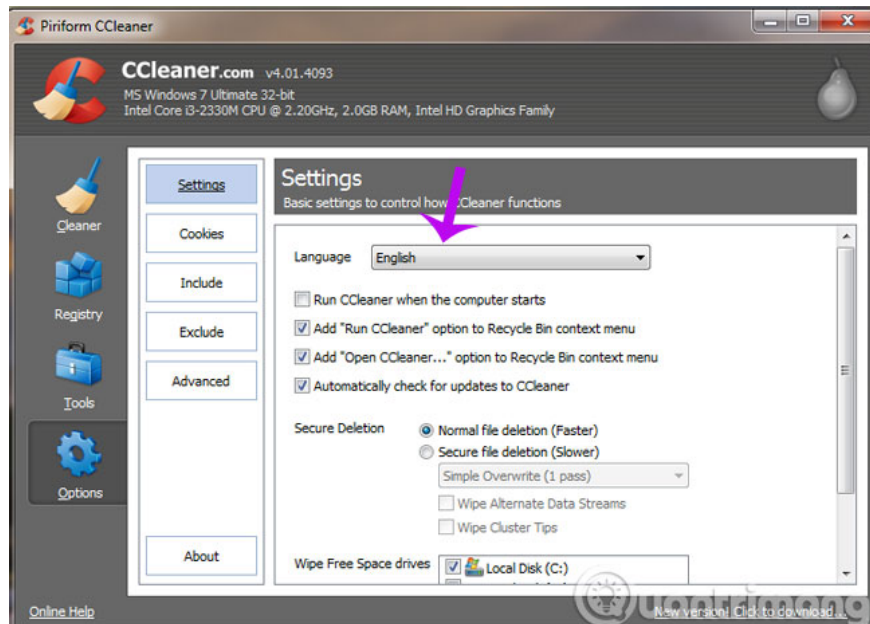 Piriform CCleaner
CCleaner.com v4.01.4093
MS Windows 7 Ultimate 32-bit
Intel Core i3-2330M CPU @ 2.20GHz, 2.0GB RAM, Intel HD Graphics Family
Cleaner
Registry
Tools
Options
Settings
Cookies
Include
Exclude
Advanced
About
Settings
Basic settings to control how CCleaner functions
Language English
Run CCleaner when the computer starts
Add "Run CCleaner" option to Recycle Bin context menu
Add "Open CCleaner..." option to Recycle Bin context menu
Automatically check for updates to CCleaner
Secure Deletion Normal file deletion (Faster)
Secure file deletion (Slower)
Simple Overwrite (1 pass)
Wipe Alternate Data Streams
Wipe Cluster Tips
Wipe Free Space drives Local Disk (C:)
Quantrimang
Online Help
New version! Click to download...